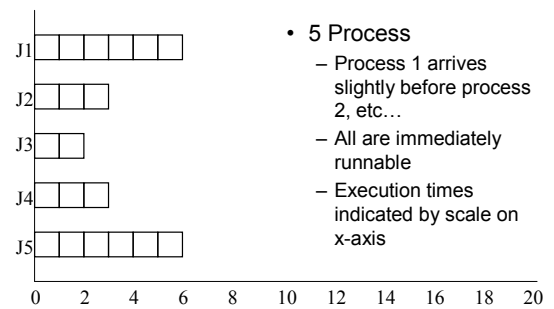 J1
J2
J3
J4
J5
0 2 4 6 8 10 12 14 16 18 20
• 5 Process
– Process 1 arrives
slightly before process
2, etc…
– All are immediately
runnable
– Execution times
indicated by scale on
x-axis